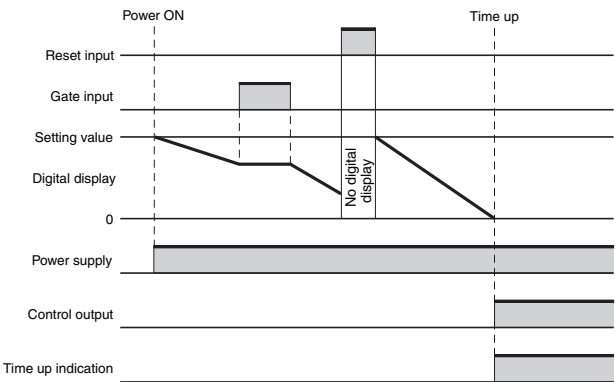 Power ON
Time up
Reset input
Gate input
Setting value
Digital display
No digital
display
0
Power supply
Control output
Time up indication